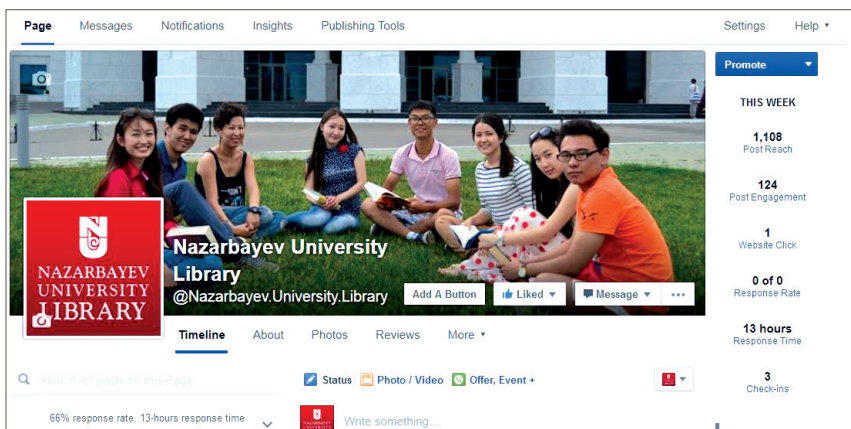 Page Messages Notifications Insights Publishing Tools Settings Help
Promote
THIS WEEK
1,108
Post Reach
124
Post Engagement
1
Website Click
0 of 0
Response Rate
13 hours
Response Time
3
Check-ins
NAZARBAYEV
UNIVERSITY
LIBRARY
Nazarbayev University
Library
@Nazarbayev.University.Library
Add A Button Liked Message ...
Timeline About Photos Reviews More
Search for posts on this Page
Status Photo / Video Offer, Event +
66% response rate, 13-hours response time
Write something...